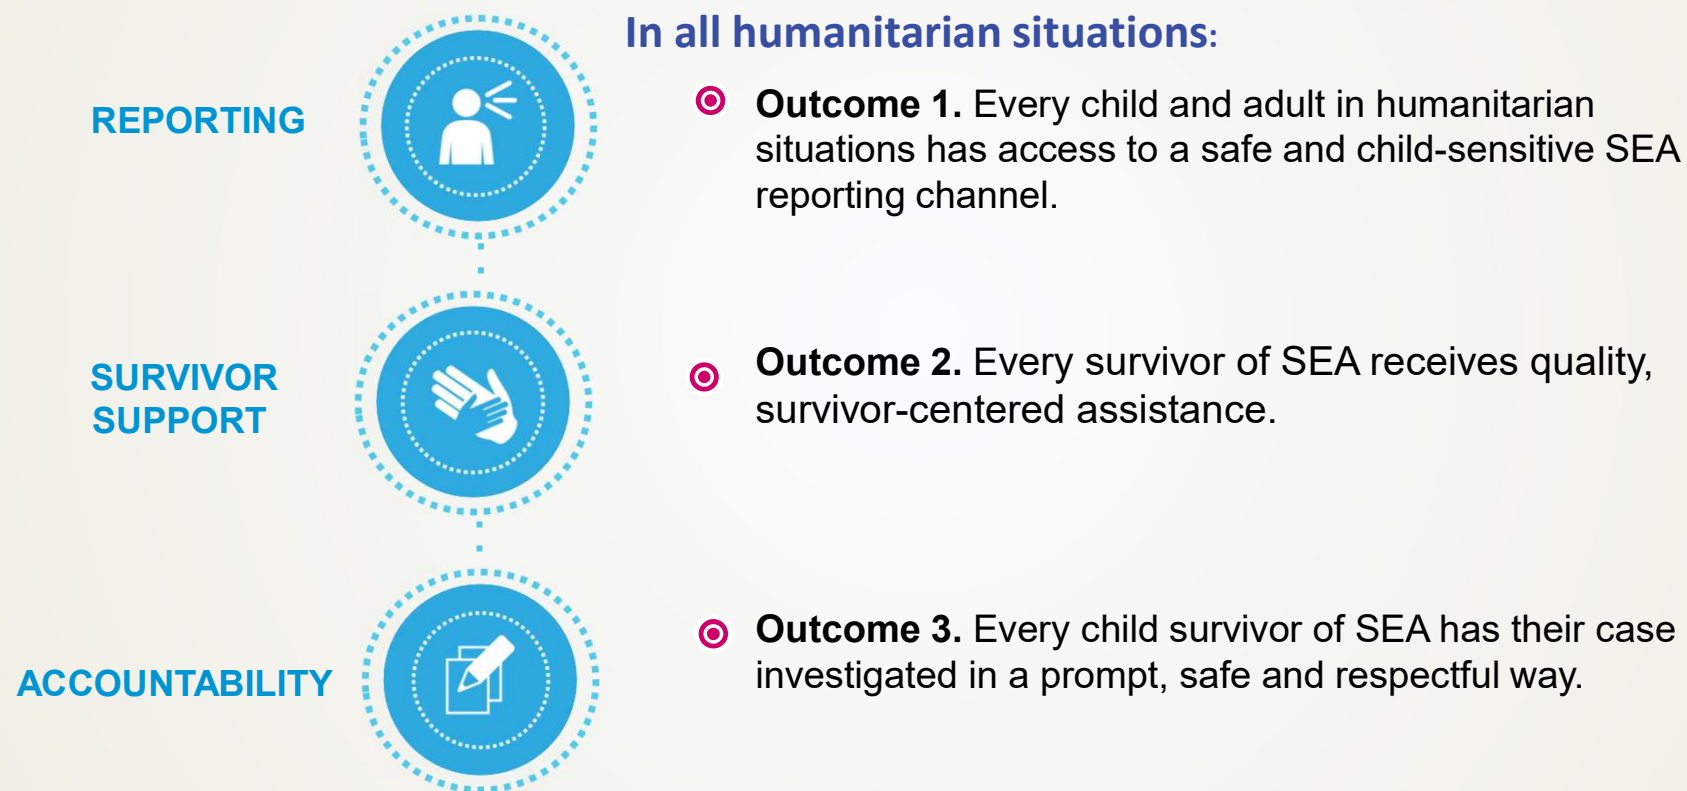 In all humanitarian situations:
REPORTING
Outcome 1. Every child and adult in humanitarian
situations has access to a safe and child-sensitive SEA
reporting channel.
SURVIVOR
SUPPORT
Outcome 2. Every survivor of SEA receives quality,
survivor-centered assistance.
ACCOUNTABILITY
Outcome 3. Every child survivor of SEA has their case
investigated in a prompt, safe and respectful way.